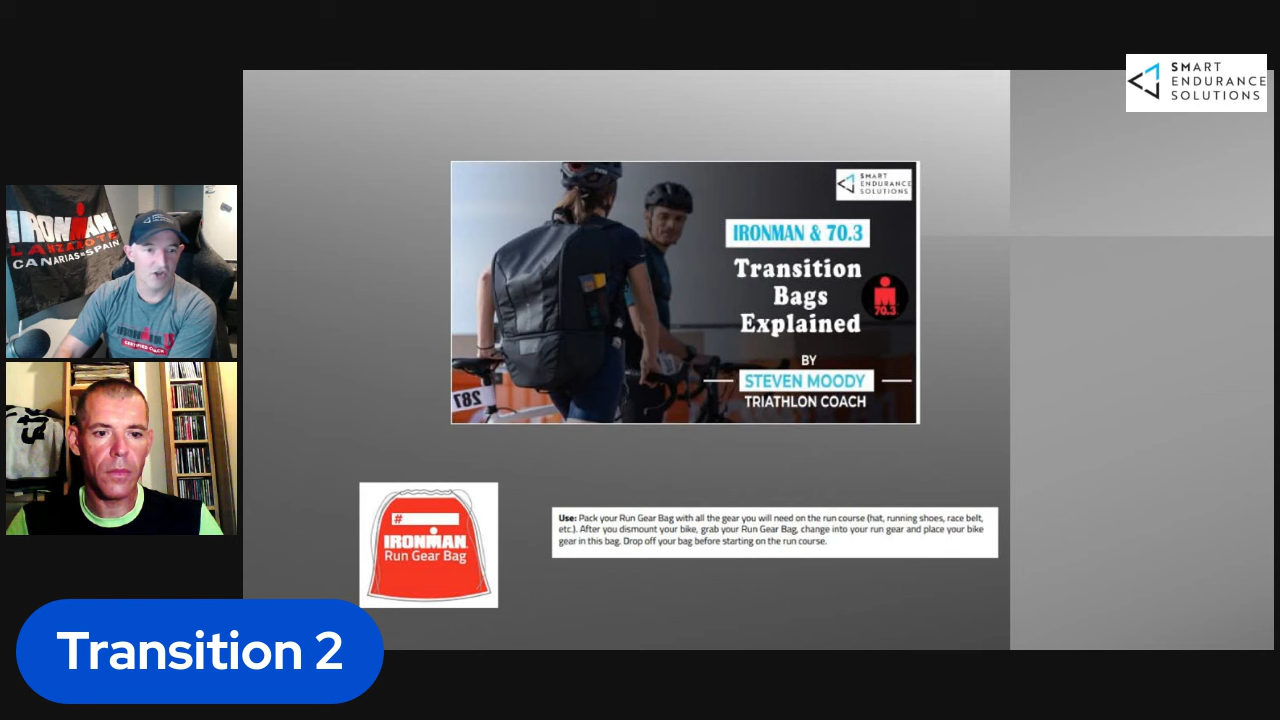 SMART
ENDURANCE
SOLUTIONS
IRONMAN
LANZAROTE
CANARIAS=SPAIN
IRONMAN
CERTIFIED COACH
SMART
ENDURANCE
SOLUTIONS
IRONMAN & 70.3
Transition
Bags
Explained
70.3
BY
STEVEN MOODY
TRIATHLON COACH
287
#
IRONMAN
Run Gear Bag
Use: Pack your Run Gear Bag with all the gear you will need on the run course (hat, running shoes, race belt,
etc.). After you dismount your bike, grab your Run Gear Bag, change into your run gear and place your bike
gear in this bag. Drop off your bag before starting on the run course.
Transition 2